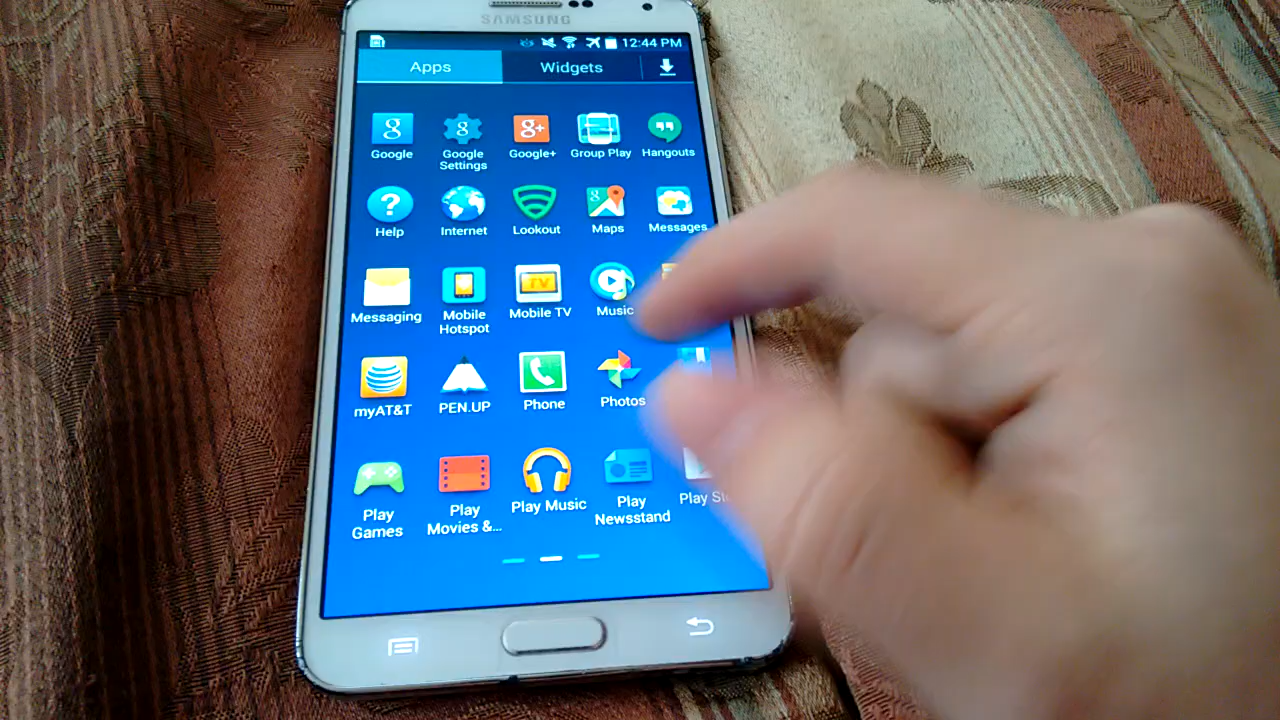 SAMSUNG
12:44 PM
Apps
Widgets
Google
Google
Settings
Google+
Group Play
Hangouts
Help
Internet
Lookout
Maps
Messages
Messaging
Mobile
Hotspot
Mobile TV
TV
Music
myAT&T
PEN.UP
Phone
Photos
Play
Games
Play
Movies &...
Play Music
Play
Newsstand
Play